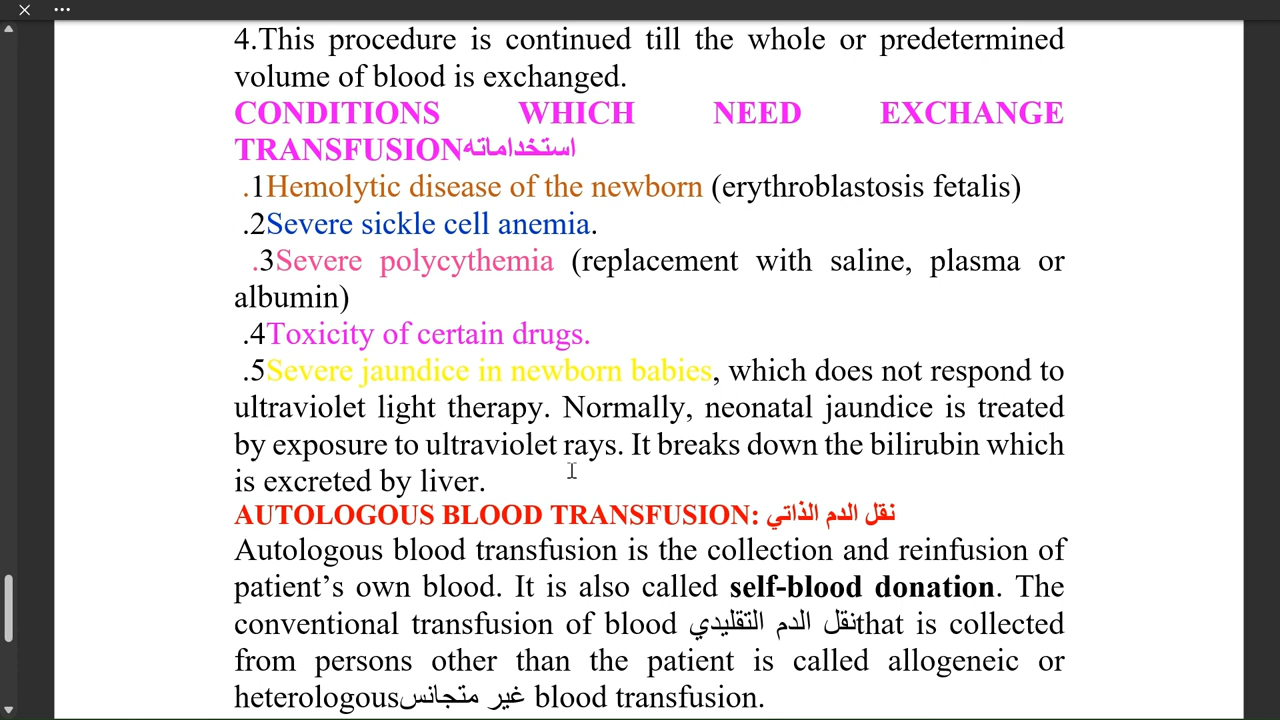 4.This procedure is continued till the whole or predetermined
volume of blood is exchanged.
CONDITIONS WHICH NEED EXCHANGE
TRANSFUSIONاستخداماته
.1Hemolytic disease of the newborn (erythroblastosis fetalis)
.2Severe sickle cell anemia.
.3Severe polycythemia (replacement with saline, plasma or
albumin)
.4Toxicity of certain drugs.
.5Severe jaundice in newborn babies, which does not respond to
ultraviolet light therapy. Normally, neonatal jaundice is treated
by exposure to ultraviolet rays. It breaks down the bilirubin which
is excreted by liver.
AUTOLOGOUS BLOOD TRANSFUSION: نقل الدم الذاتي
Autologous blood transfusion is the collection and reinfusion of
patient’s own blood. It is also called self-blood donation. The
conventional transfusion of blood نقل الدم التقليديthat is collected
from persons other than the patient is called allogeneic or
heterologousغير متجانس blood transfusion.